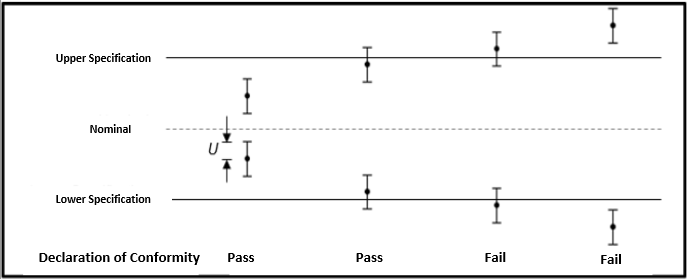 Upper Specification
Nominal
U
Lower Specification
Declaration of Conformity Pass Pass Fail Fail